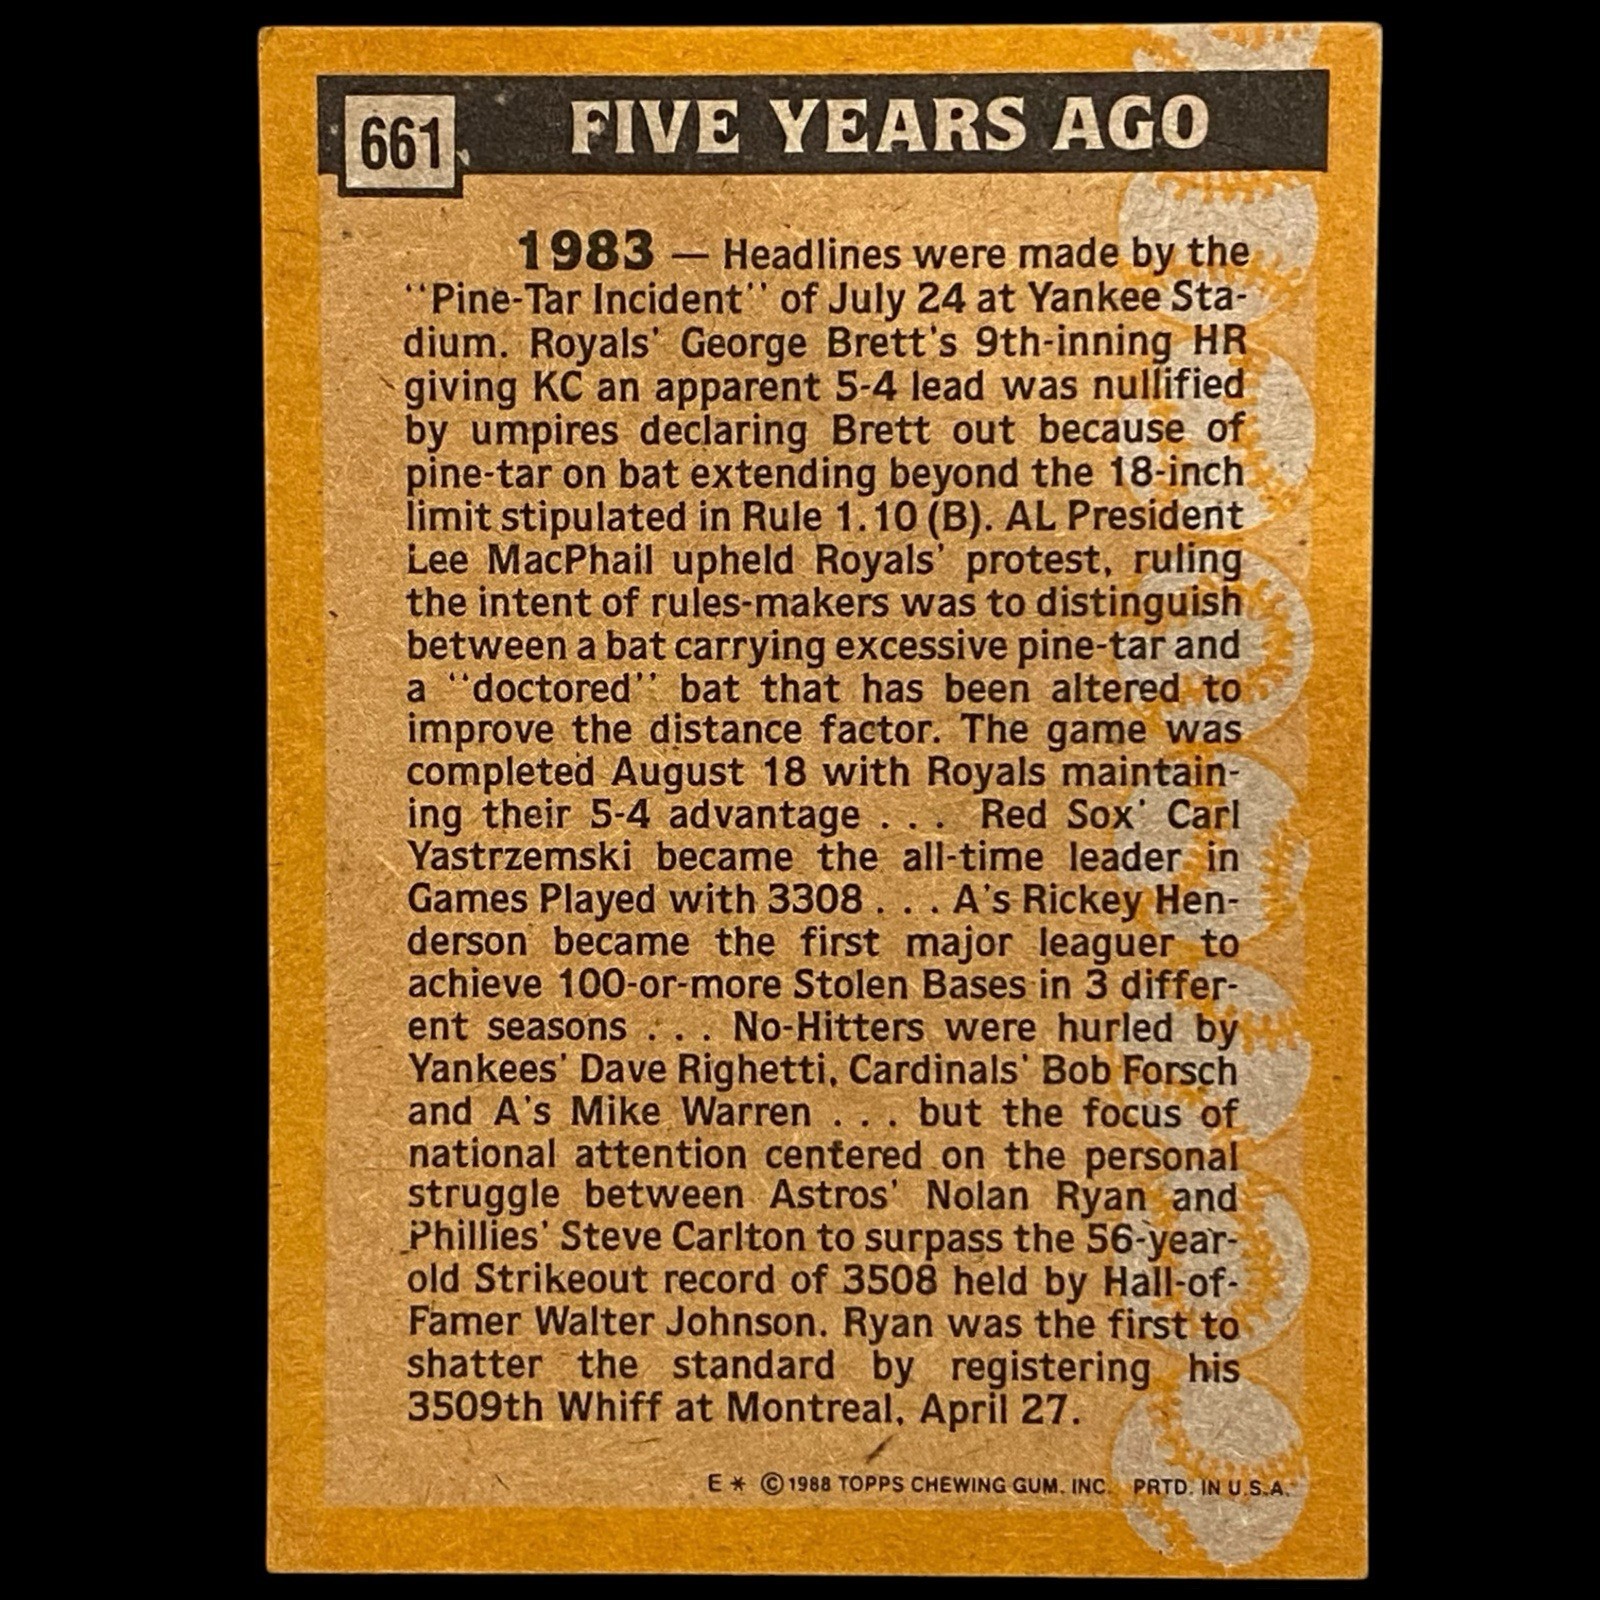 661
FIVE YEARS AGO
1983 — Headlines were made by the
"Pine-Tar Incident" of July 24 at Yankee Sta-
dium. Royals' George Brett's 9th-inning HR
giving KC an apparent 5-4 lead was nullified
by umpires declaring Brett out because of
pine-tar on bat extending beyond the 18-inch
limit stipulated in Rule 1.10 (B). AL President
Lee MacPhail upheld Royals' protest, ruling
the intent of rules-makers was to distinguish
between a bat carrying excessive pine-tar and
a "doctored" bat that has been altered to
improve the distance factor. The game was
completed August 18 with Royals maintain-
ing their 5-4 advantage . . . Red Sox' Carl
Yastrzemski became the all-time leader in
Games Played with 3308 . . . A's Rickey Hen-
derson became the first major leaguer to
achieve 100-or-more Stolen Bases in 3 differ-
ent seasons . . . No-Hitters were hurled by
Yankees' Dave Righetti, Cardinals' Bob Forsch
and A's Mike Warren . . . but the focus of
national attention centered on the personal
struggle between Astros' Nolan Ryan and
Phillies' Steve Carlton to surpass the 56-year-
old Strikeout record of 3508 held by Hall-of-
Famer Walter Johnson. Ryan was the first to
shatter the standard by registering his
3509th Whiff at Montreal, April 27.
E * © 1988 TOPPS CHEWING GUM, INC. PRTD. IN U.S.A.